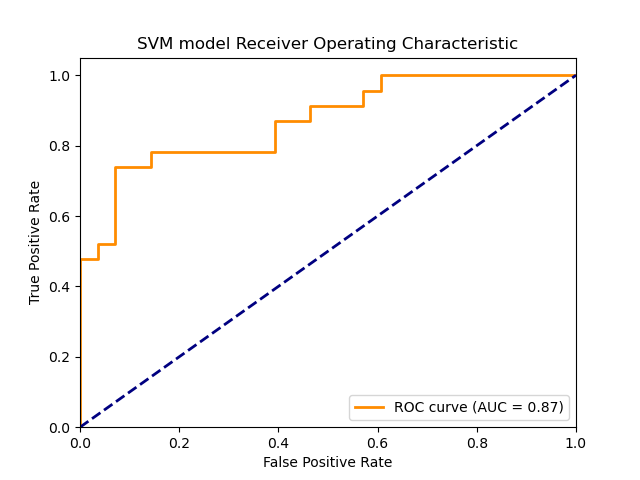 SVM model Receiver Operating Characteristic
1.0
0.8
0.6
0.4
0.2
0.0
True Positive Rate
ROC curve (AUC = 0.87)
0.0 0.2 0.4 0.6 0.8 1.0
False Positive Rate